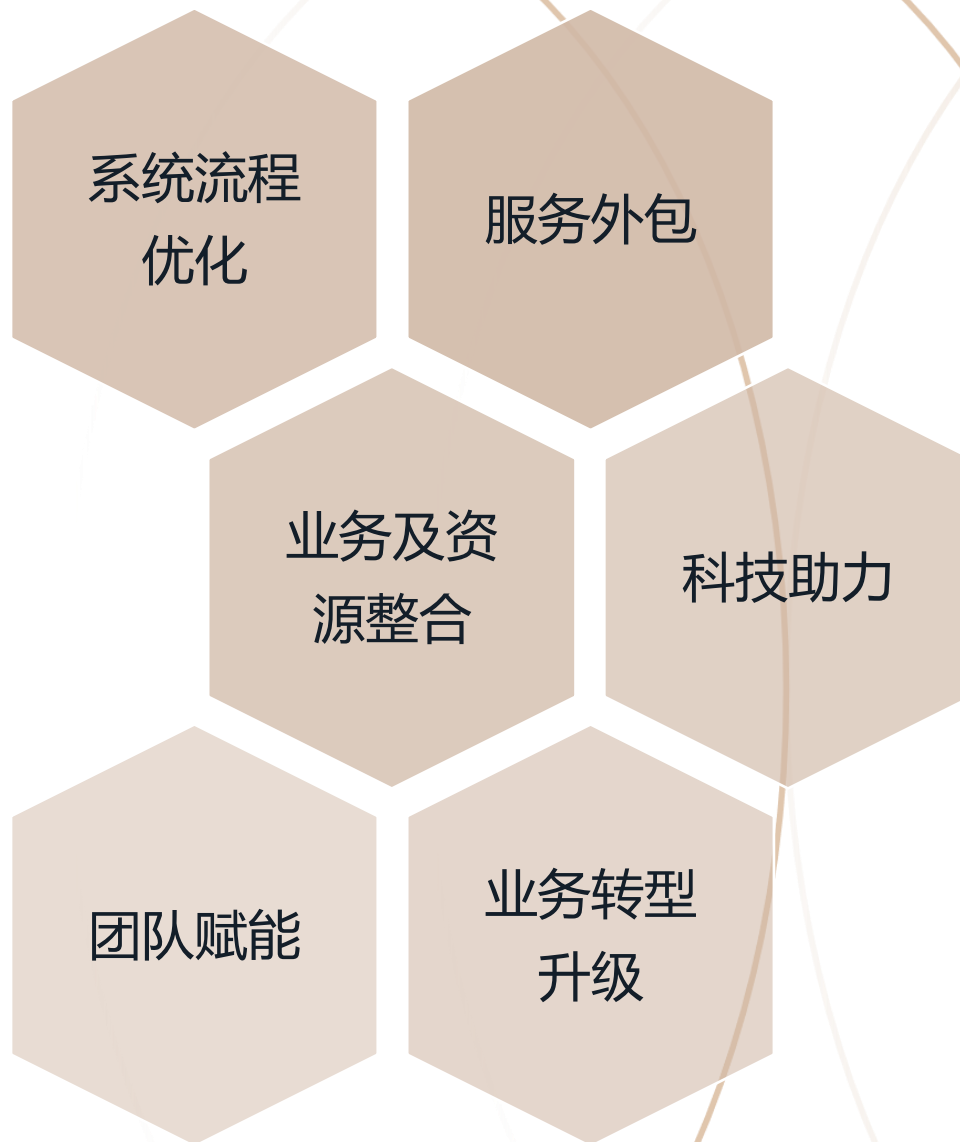 系统流程
优化
服务外包
业务及资
源整合
科技助力
团队赋能
业务转型
升级